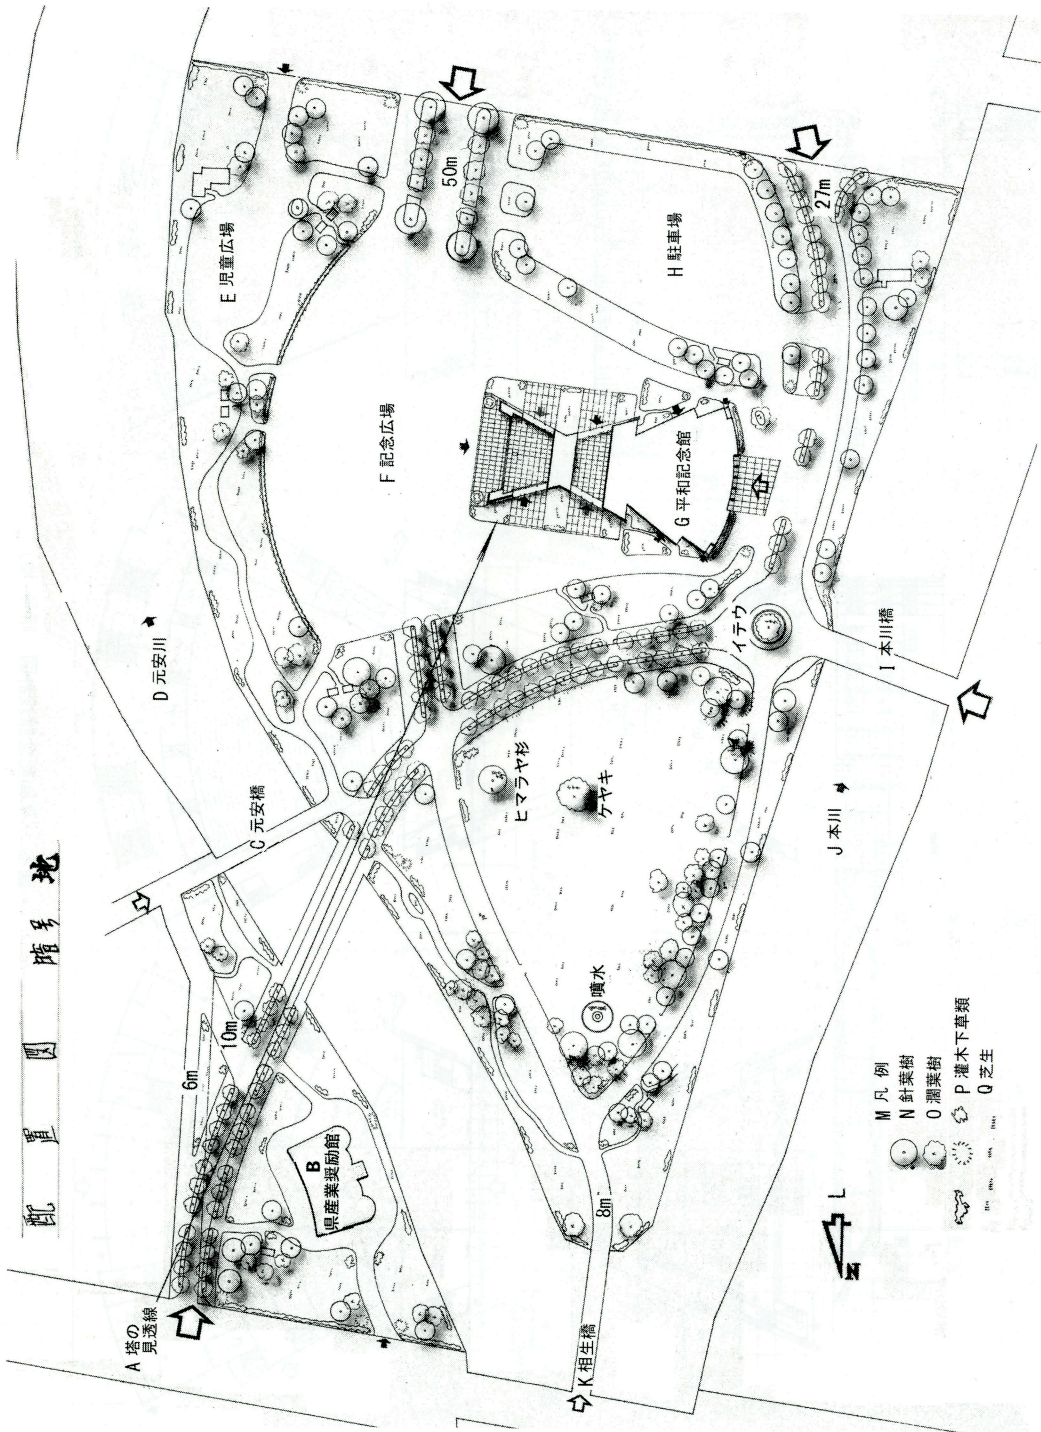 配置図 暗号地
A 塔の
見透線
6m
10m
B
県産業奨励館
C 元安橋
D 元安川
E 児童広場
F 記念広場
50m
G 平和記念館
H 駐車場
27m
イテウ
I 本川橋
ヒマラヤ杉
ケヤキ
J 本川
噴水
8m
K 相生橋
N
L
M 凡 例
N 針葉樹
O 濶葉樹
P 灌木下草類
Q 芝生